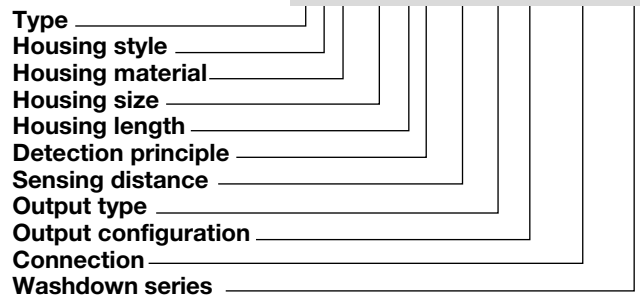 Type
Housing style
Housing material
Housing size
Housing length
Detection principle
Sensing distance
Output type
Output configuration
Connection
Washdown series